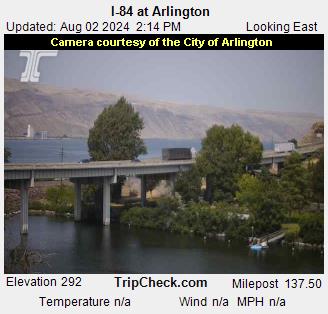 I-84 at Arlington
Updated: Aug 02 2024 2:14 PM Looking East
Camera courtesy of the City of Arlington
Elevation 292 TripCheck.com Milepost 137.50
Temperature n/a Wind n/a MPH n/a